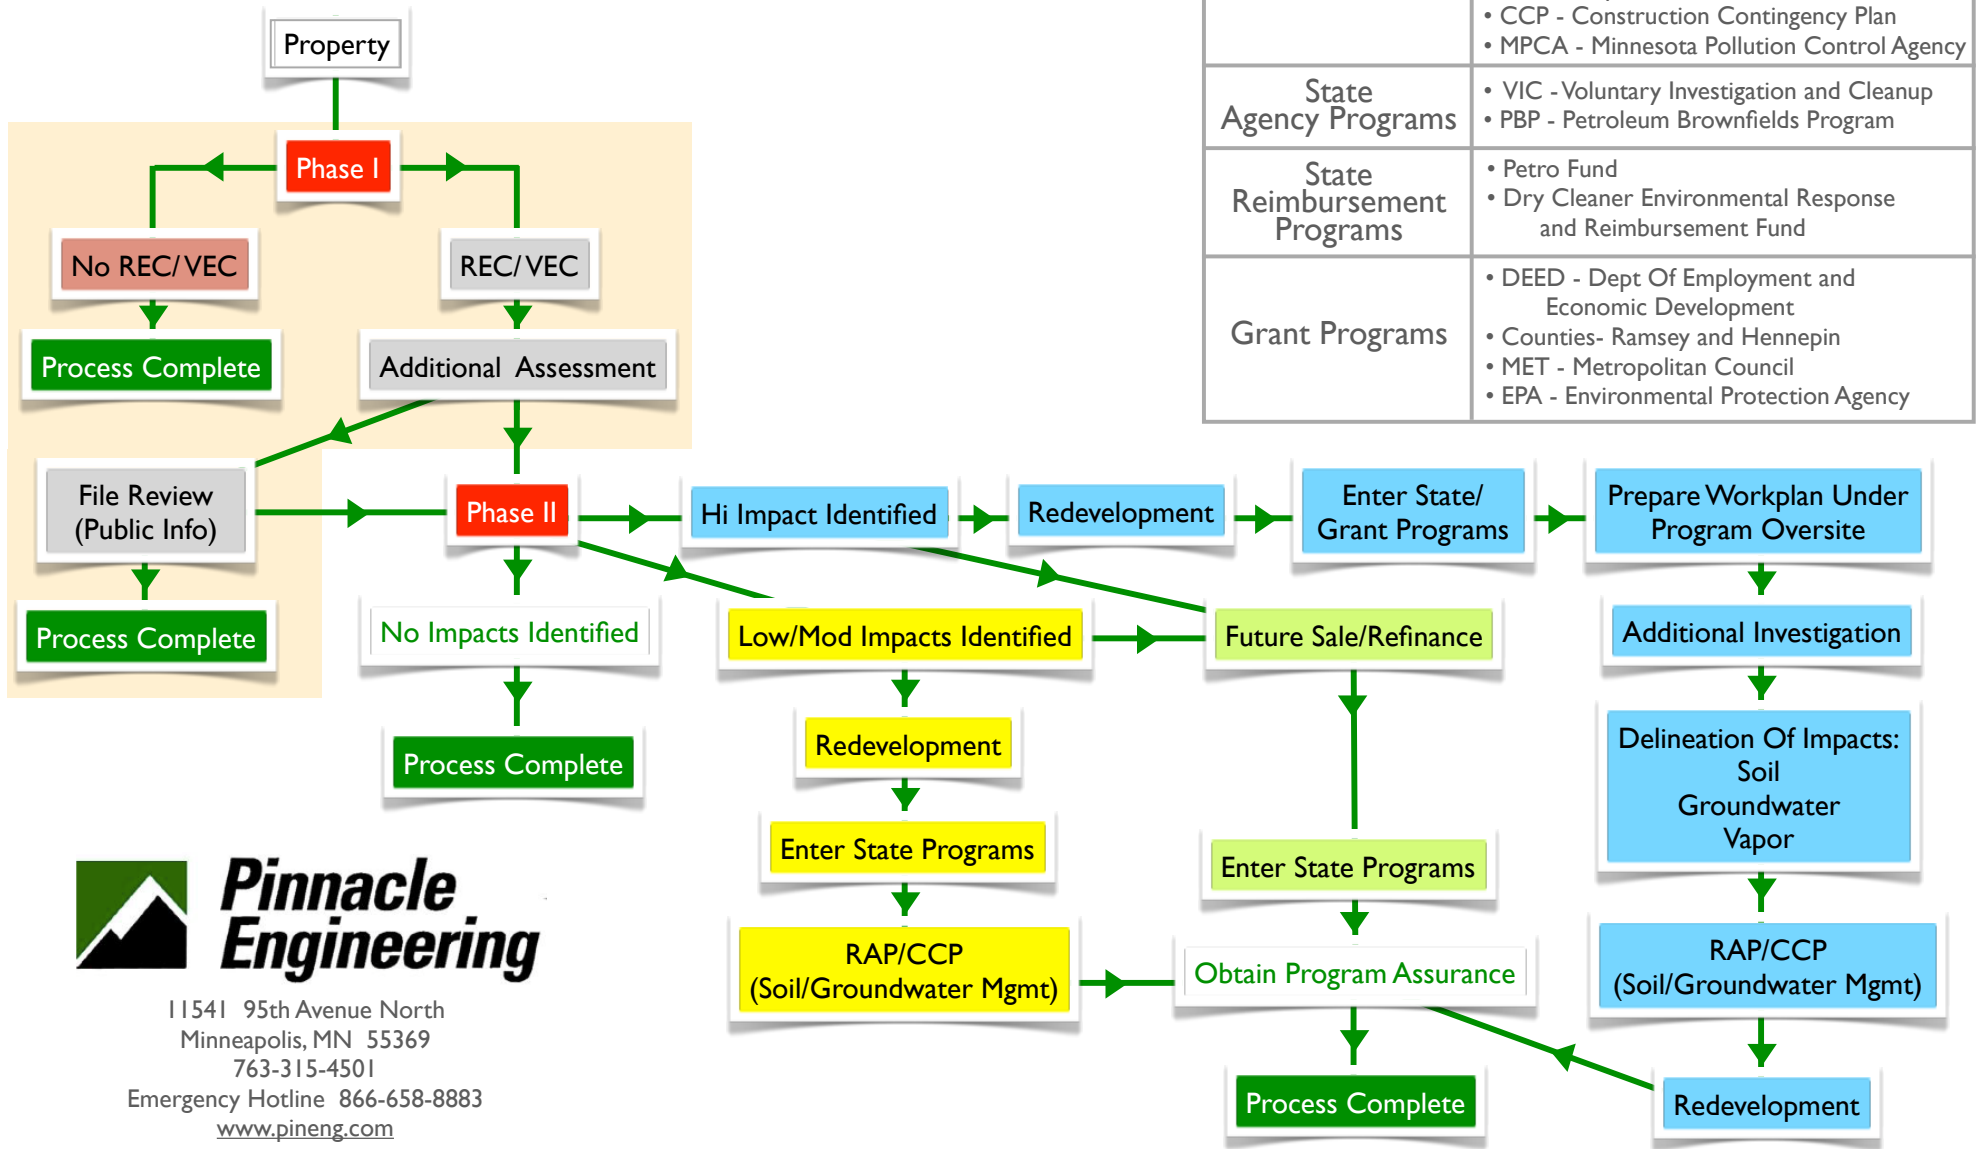 Property
Phase I
No REC/VEC
REC/VEC
Process Complete
Additional Assessment
File Review
(Public Info)
Process Complete
Phase II
No Impacts Identified
Process Complete
Hi Impact Identified
Redevelopment
Enter State/
Grant Programs
Prepare Workplan Under
Program Oversite
Low/Mod Impacts Identified
Future Sale/Refinance
Additional Investigation
Redevelopment
Delineation Of Impacts:
Soil
Groundwater
Vapor
Enter State Programs
Enter State Programs
RAP/CCP
(Soil/Groundwater Mgmt)
Obtain Program Assurance
RAP/CCP
(Soil/Groundwater Mgmt)
Process Complete
Redevelopment
• CCP - Construction Contingency Plan
• MPCA - Minnesota Pollution Control Agency
State
Agency Programs
• VIC - Voluntary Investigation and Cleanup
• PBP - Petroleum Brownfields Program
State
Reimbursement
Programs
• Petro Fund
• Dry Cleaner Environmental Response
and Reimbursement Fund
Grant Programs
• DEED - Dept Of Employment and
Economic Development
• Counties- Ramsey and Hennepin
• MET - Metropolitan Council
• EPA - Environmental Protection Agency
Pinnacle
Engineering
11541 95th Avenue North
Minneapolis, MN 55369
763-315-4501
Emergency Hotline 866-658-8883
www.pineng.com